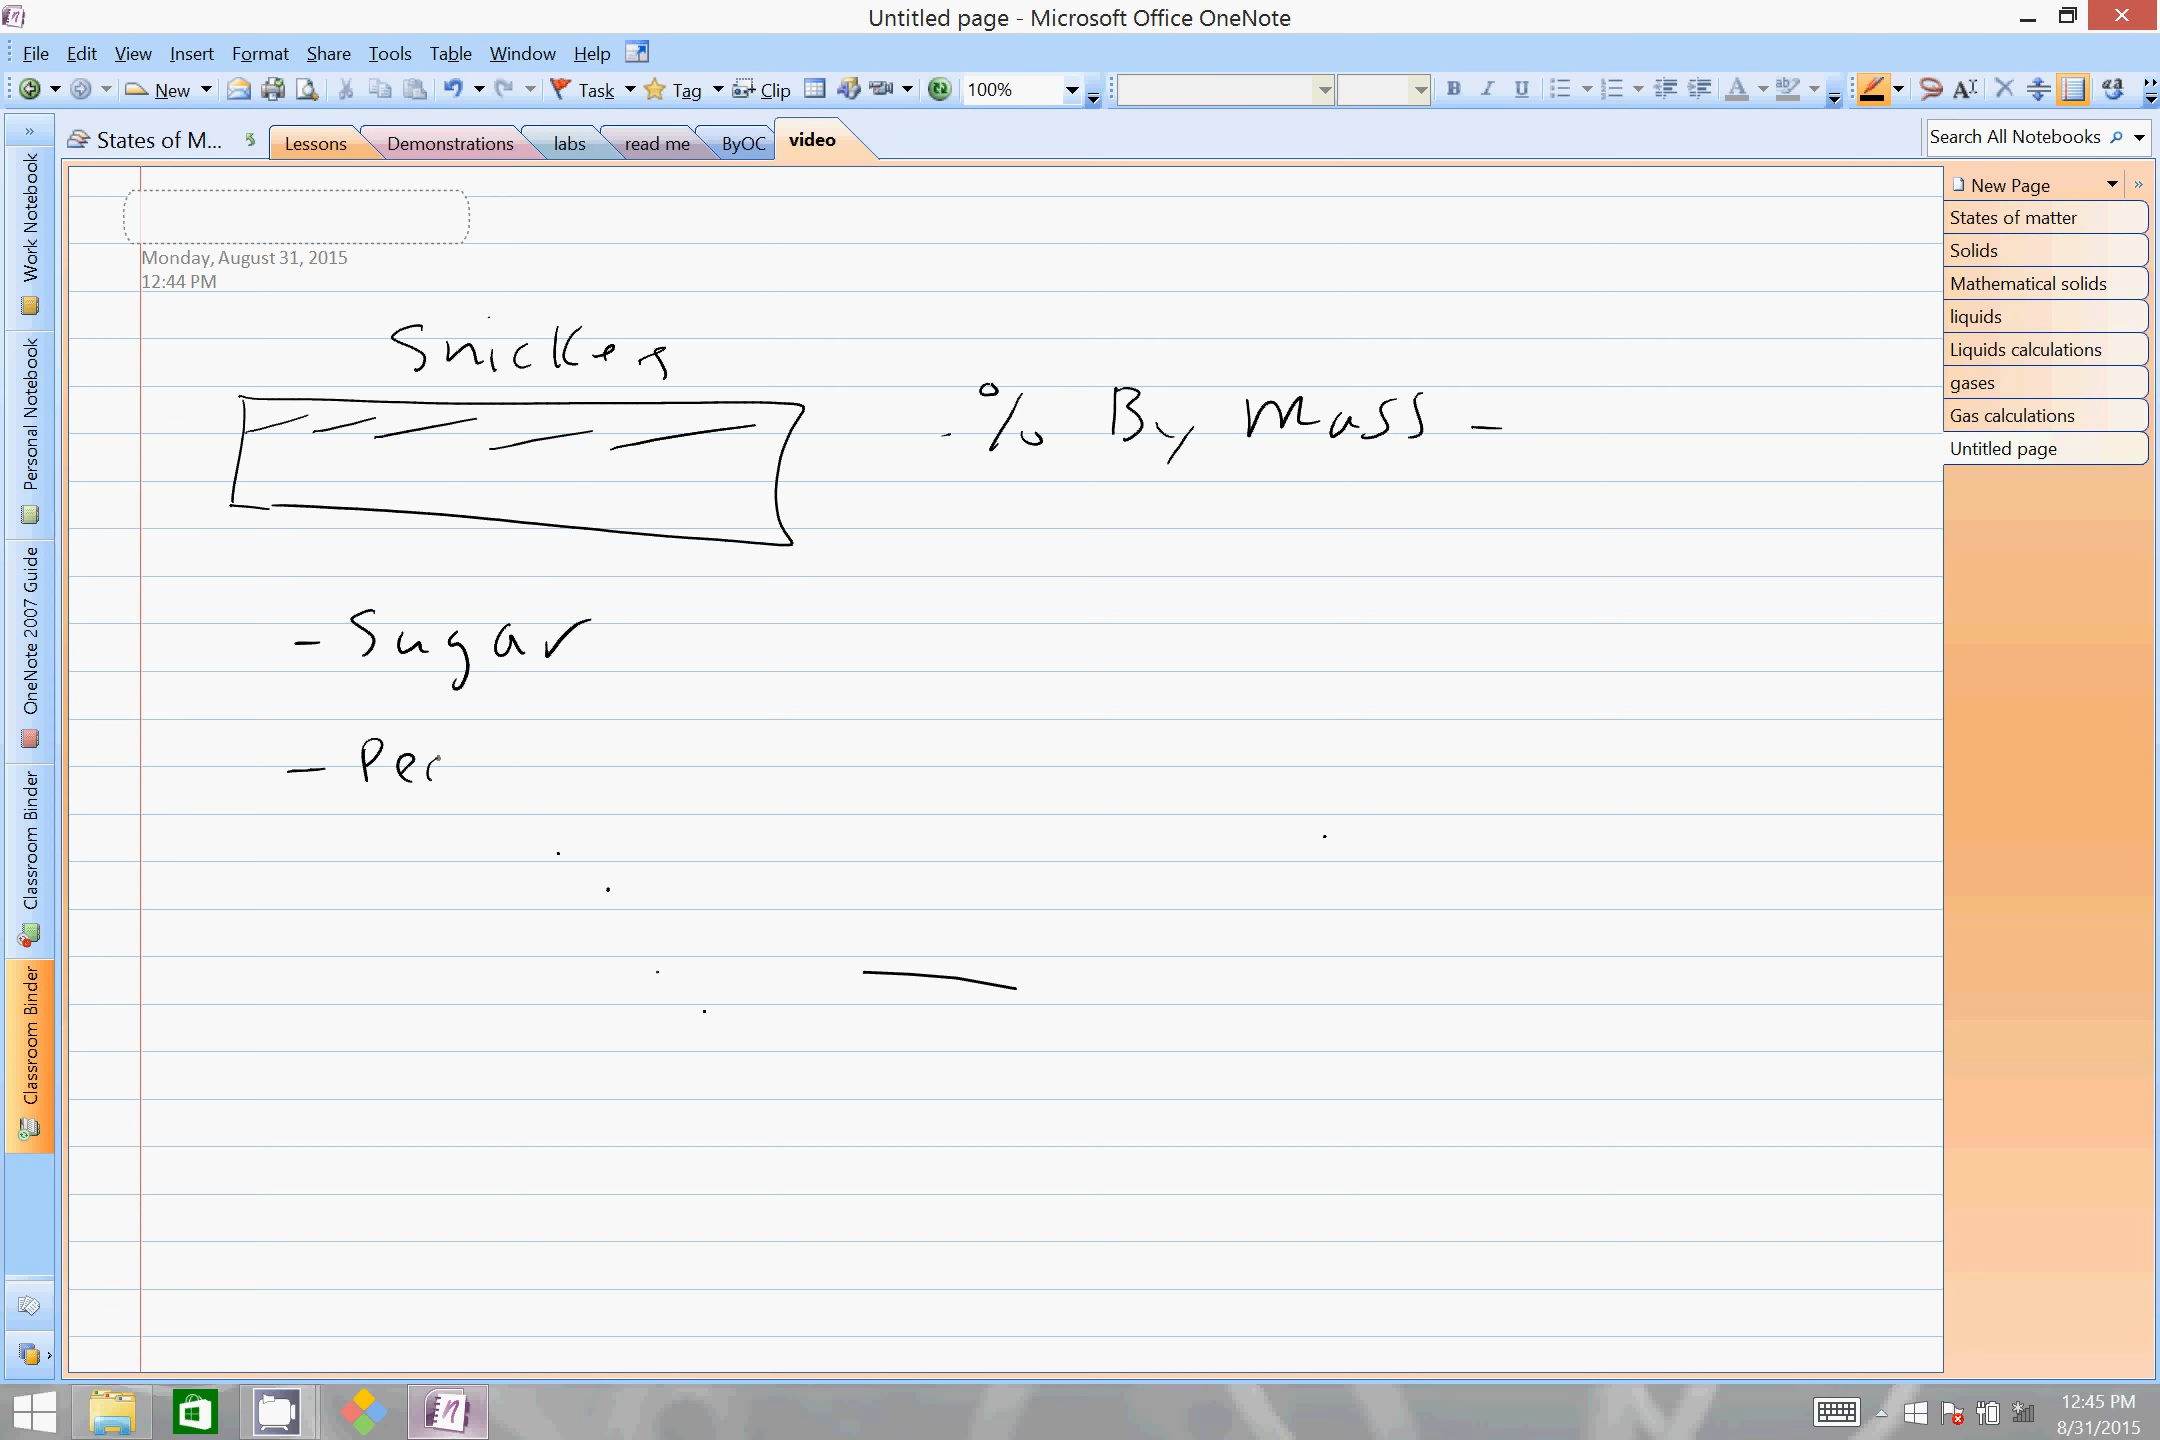 Untitled page - Microsoft Office OneNote
File Edit View Insert Format Share Tools Table Window Help
New Task Tag Clip 100% B I U
States of M... Lessons Demonstrations labs read me ByOC video Search All Notebooks
Work Notebook
Personal Notebook
OneNote 2007 Guide
Classroom Binder
Classroom Binder
New Page
States of matter
Solids
Mathematical solids
liquids
Liquids calculations
gases
Gas calculations
Untitled page
Monday, August 31, 2015
12:44 PM
Snickers
% By Mass -
- Sugar
- Pec
12:45 PM
8/31/2015